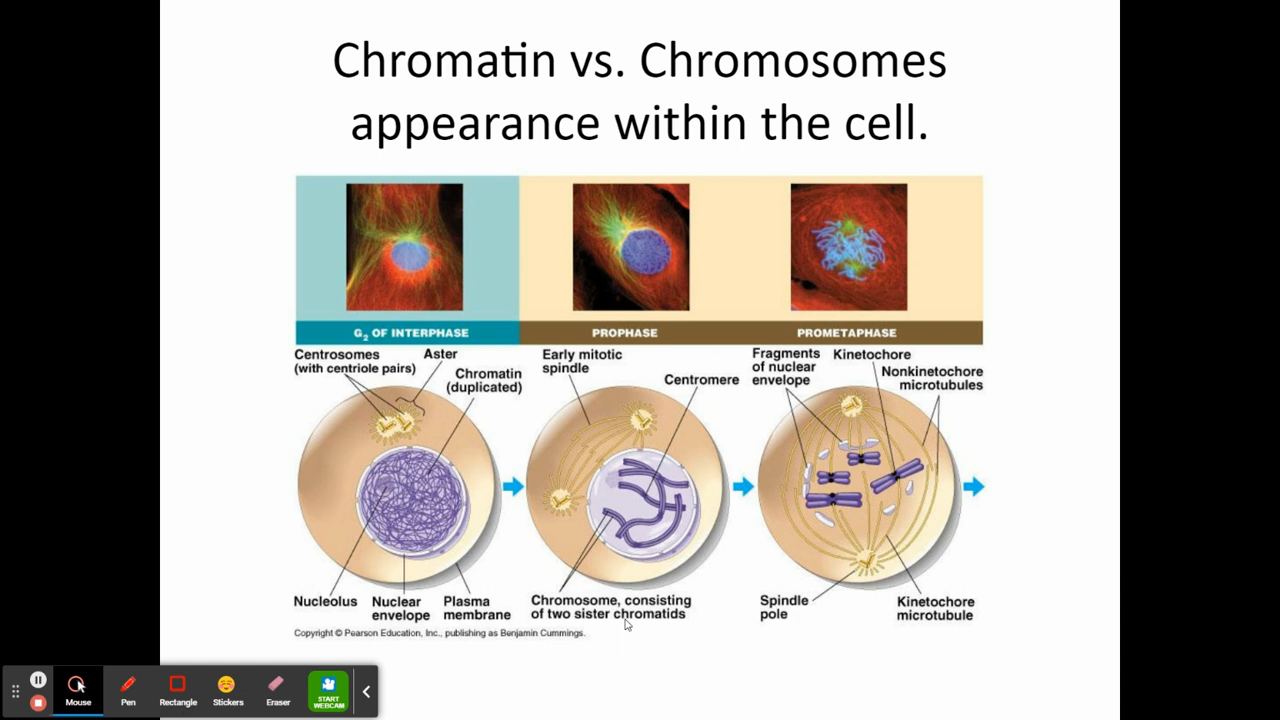 Chromatin vs. Chromosomes
appearance within the cell.
G2 OF INTERPHASE
PROPHASE
PROMETAPHASE
Centrosomes
(with centriole pairs)
Aster
Chromatin
(duplicated)
Early mitotic
spindle
Centromere
Fragments
of nuclear
envelope
Kinetochore
Nonkinetochore
microtubules
Nucleolus
Nuclear
envelope
Plasma
membrane
Chromosome, consisting
of two sister chromatids
Spindle
pole
Kinetochore
microtubule
Copyright © Pearson Education, Inc., publishing as Benjamin Cummings.
Mouse
Pen
Rectangle
Stickers
Eraser
START
WEBCAM